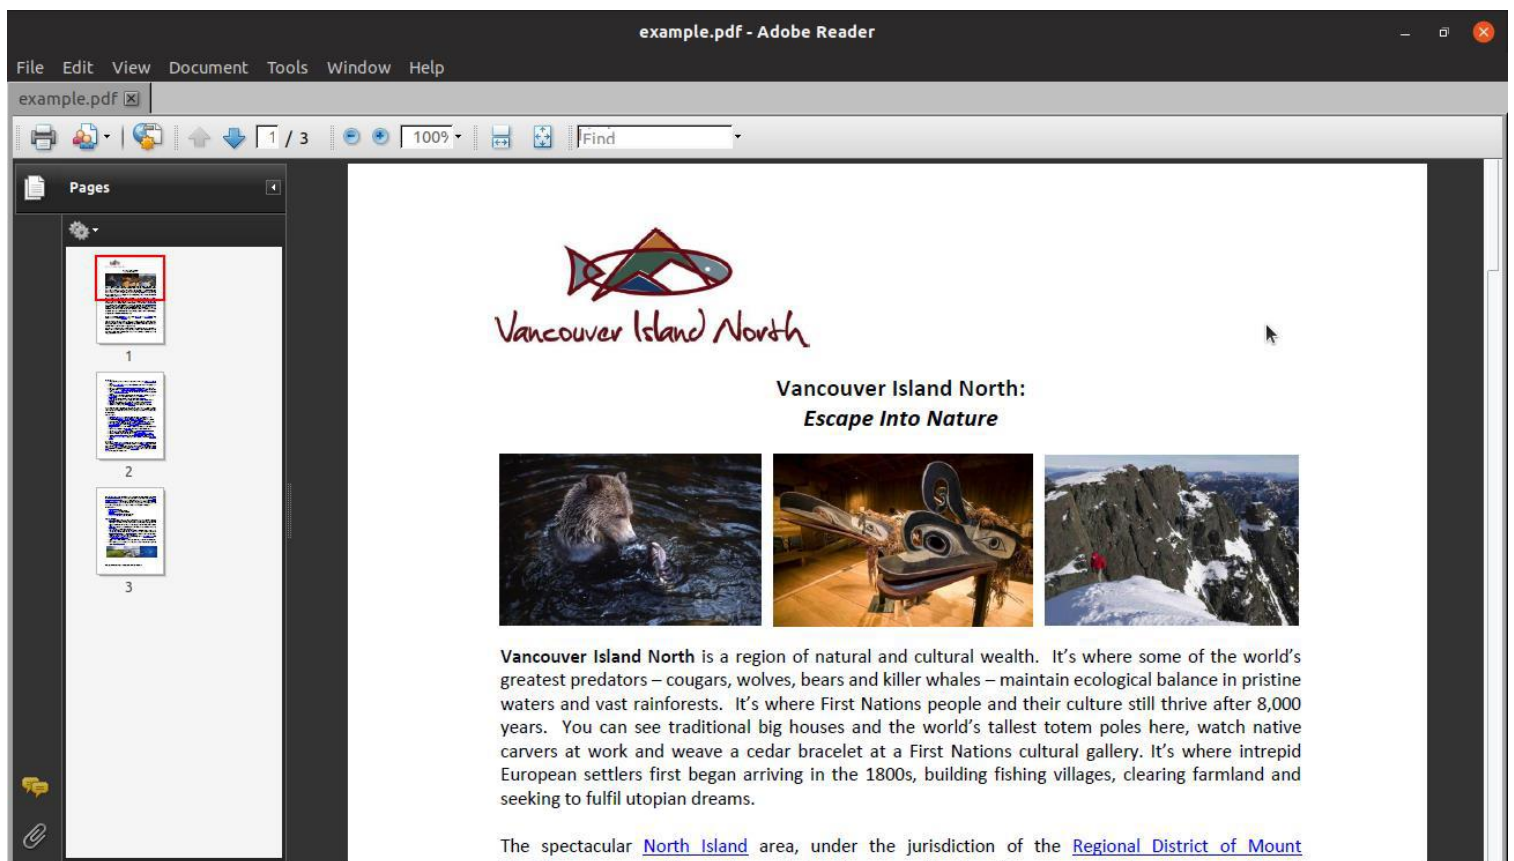 example.pdf - Adobe Reader
File Edit View Document Tools Window Help
example.pdf
1 / 3 100% Find
Pages
1
2
3
Vancouver Island North
Vancouver Island North:
Escape Into Nature
Vancouver Island North is a region of natural and cultural wealth. It's where some of the world's
greatest predators – cougars, wolves, bears and killer whales – maintain ecological balance in pristine
waters and vast rainforests. It's where First Nations people and their culture still thrive after 8,000
years. You can see traditional big houses and the world's tallest totem poles here, watch native
carvers at work and weave a cedar bracelet at a First Nations cultural gallery. It's where intrepid
European settlers first began arriving in the 1800s, building fishing villages, clearing farmland and
seeking to fulfil utopian dreams.
The spectacular North Island area, under the jurisdiction of the Regional District of Mount